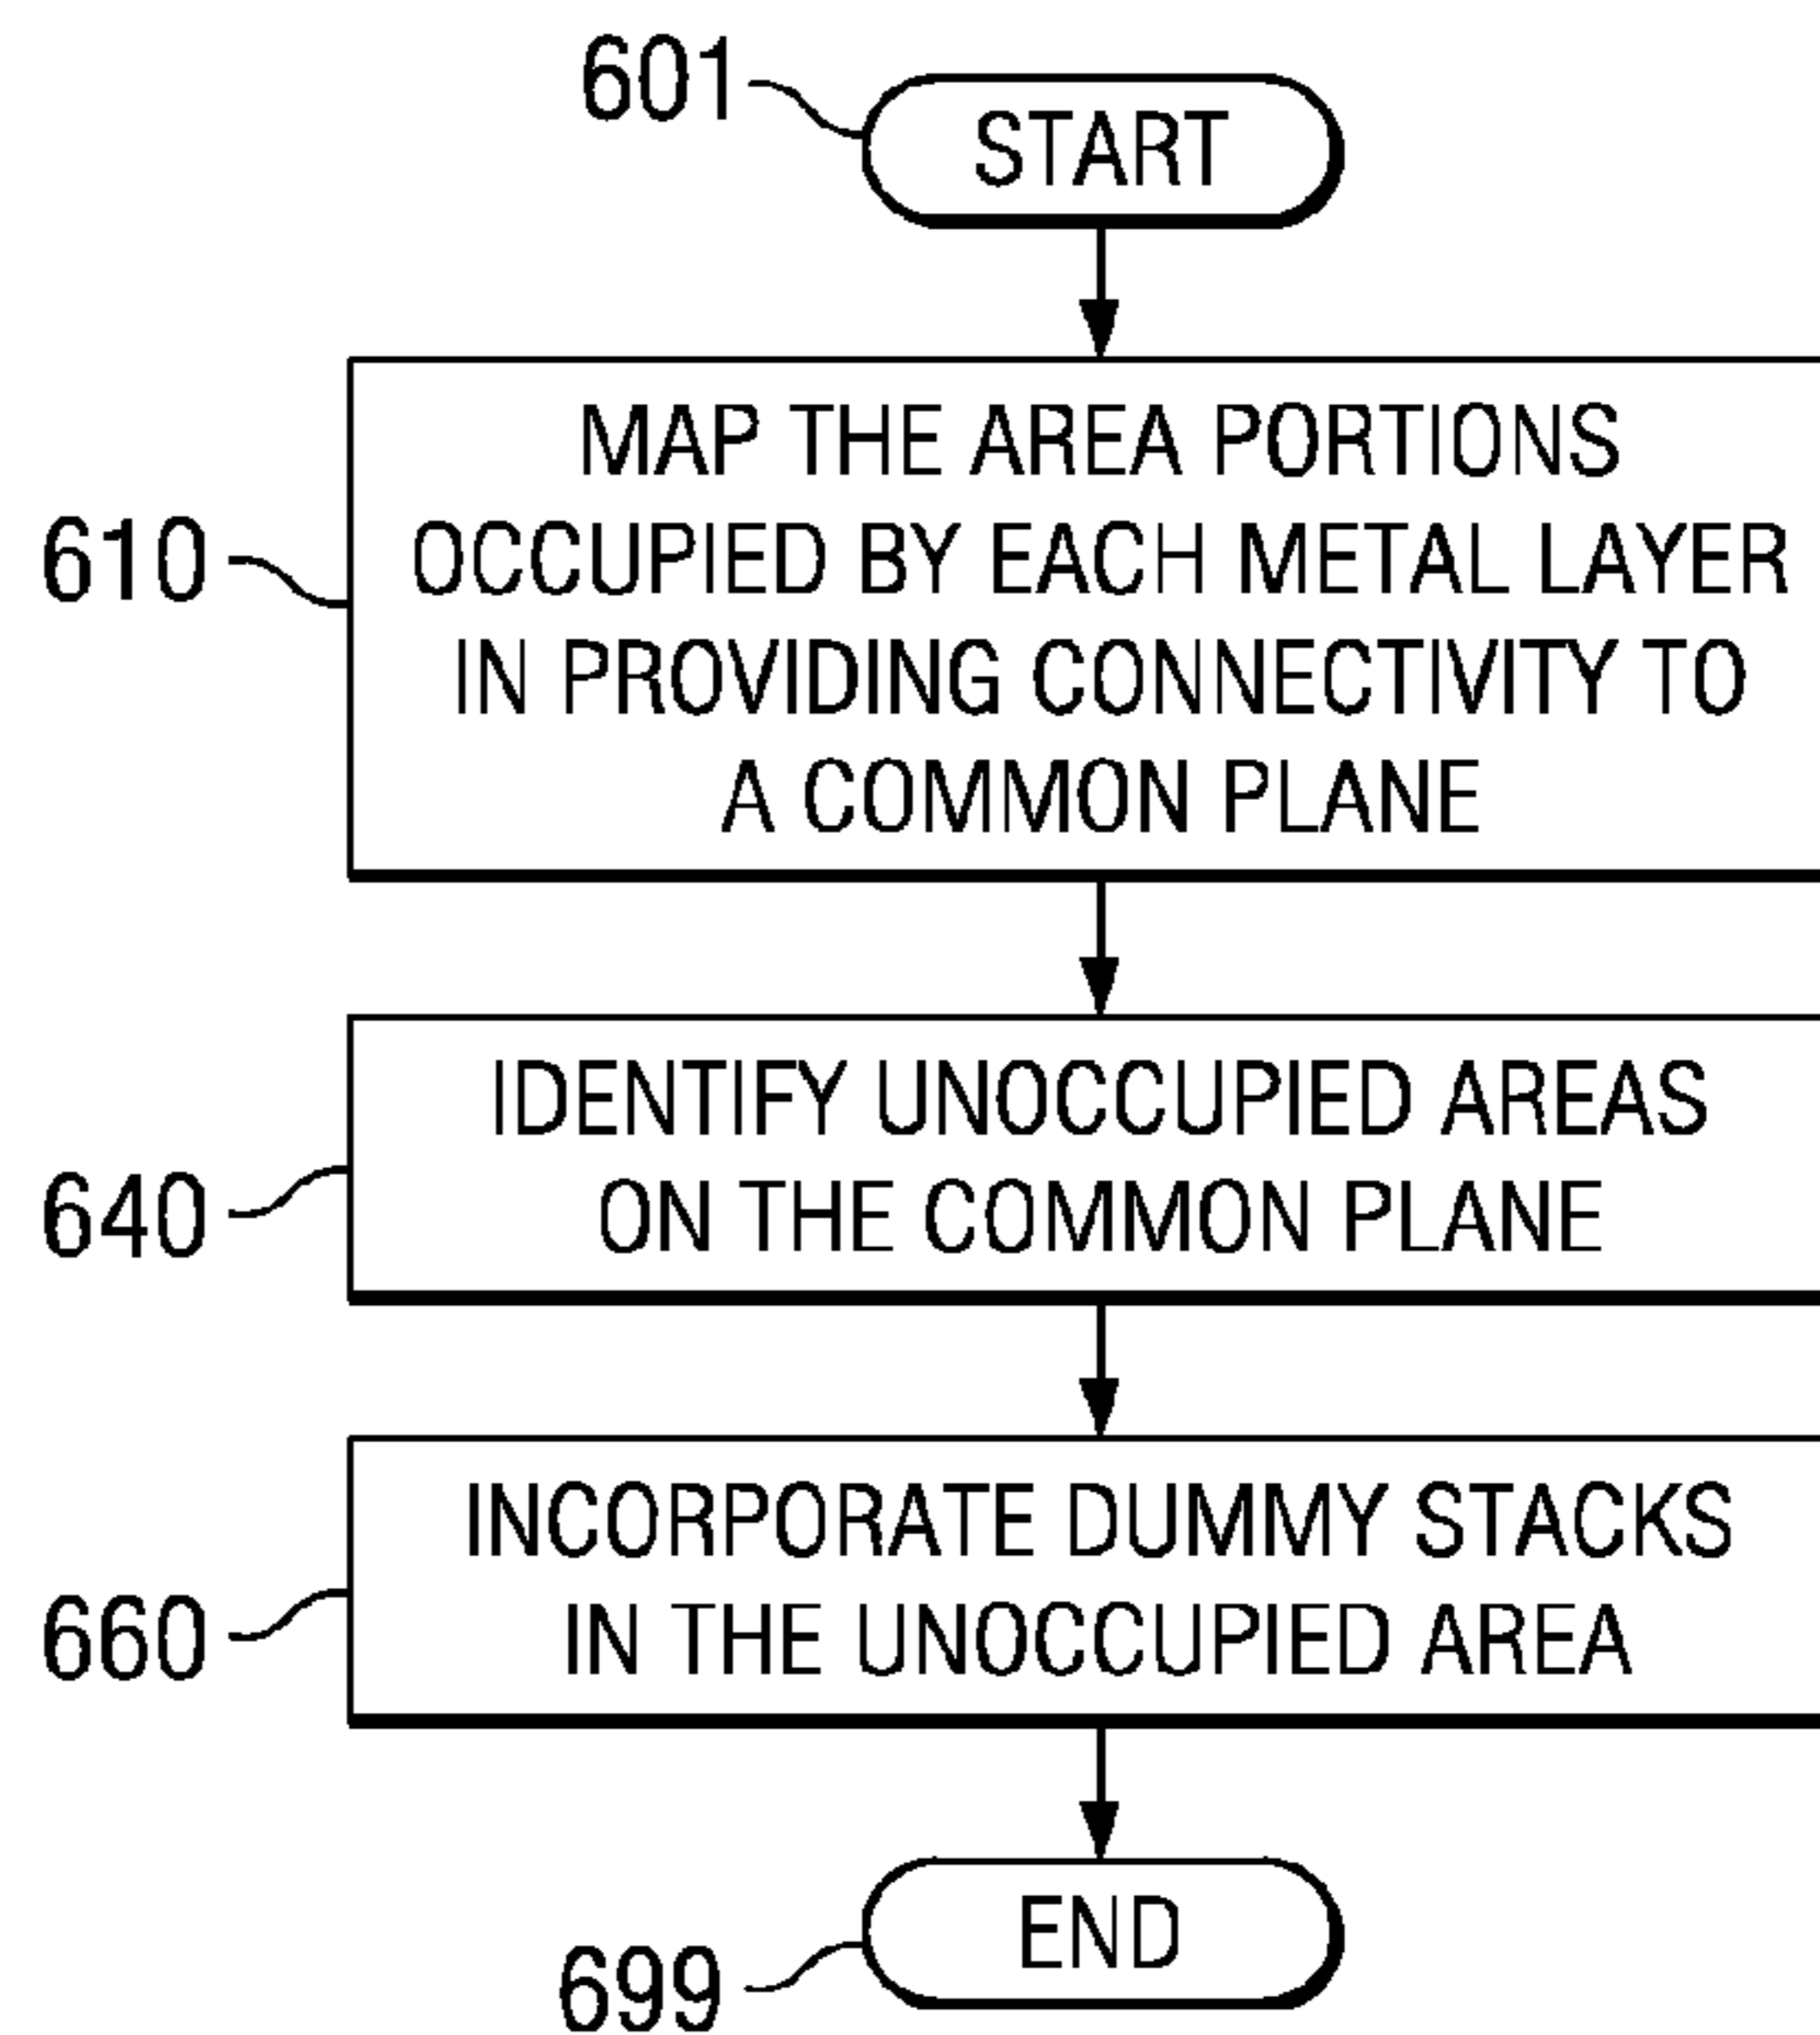 601
START
MAP THE AREA PORTIONS
OCCUPIED BY EACH METAL LAYER
IN PROVIDING CONNECTIVITY TO
A COMMON PLANE
610
IDENTIFY UNOCCUPIED AREAS
ON THE COMMON PLANE
640
INCORPORATE DUMMY STACKS
IN THE UNOCCUPIED AREA
660
END
699